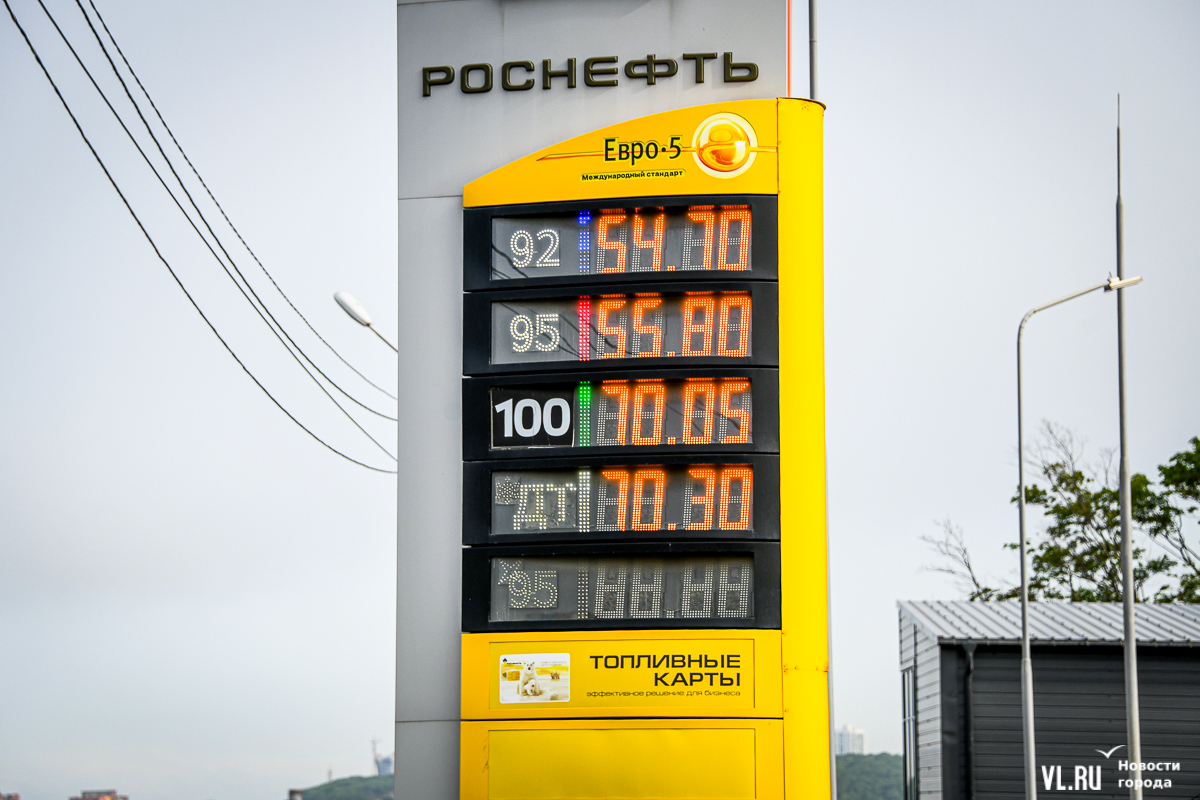 РОСНЕФТЬ
Евро•5
Международный стандарт
92 54.70
95 55.80
100 70.05
ДТ 70.30
95
ТОПЛИВНЫЕ
КАРТЫ
эффективное решение для бизнеса
VL.RU Новости
города